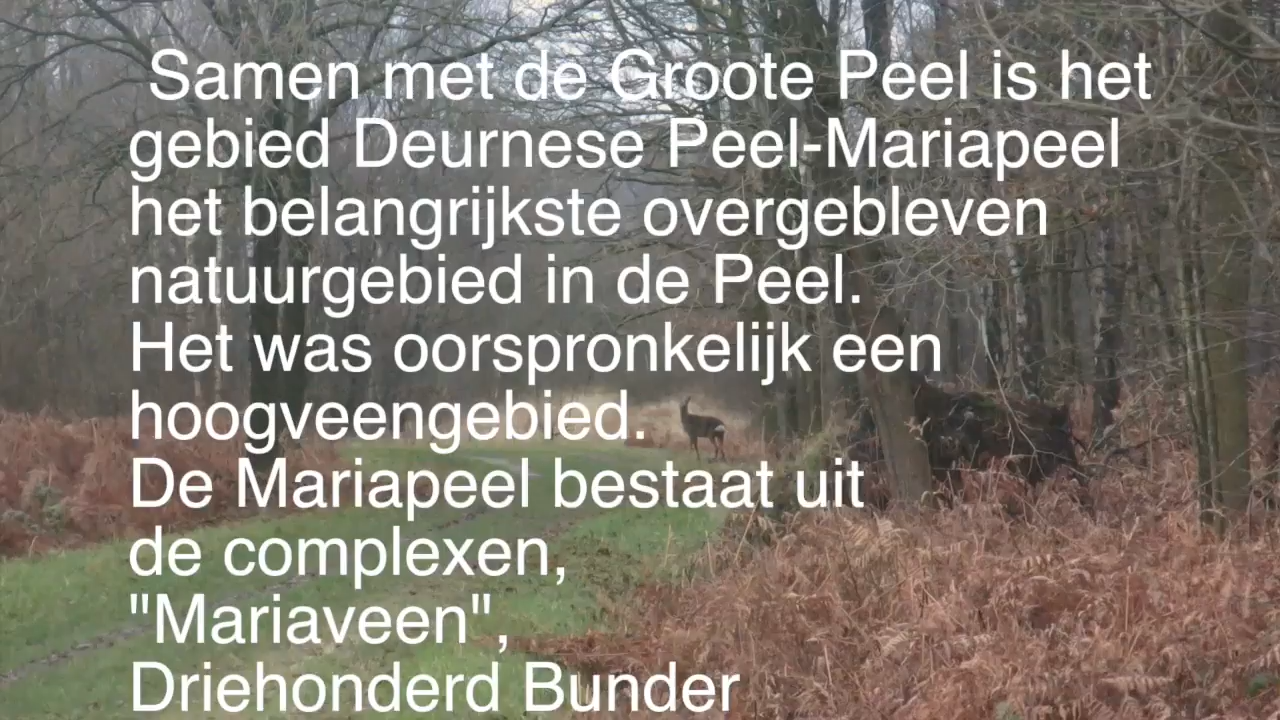 Samen met de Groote Peel is het
gebied Deurnese Peel-Mariapeel
het belangrijkste overgebleven
natuurgebied in de Peel.
Het was oorspronkelijk een
hoogveengebied.
De Mariapeel bestaat uit
de complexen,
"Mariaveen",
Driehonderd Bunder